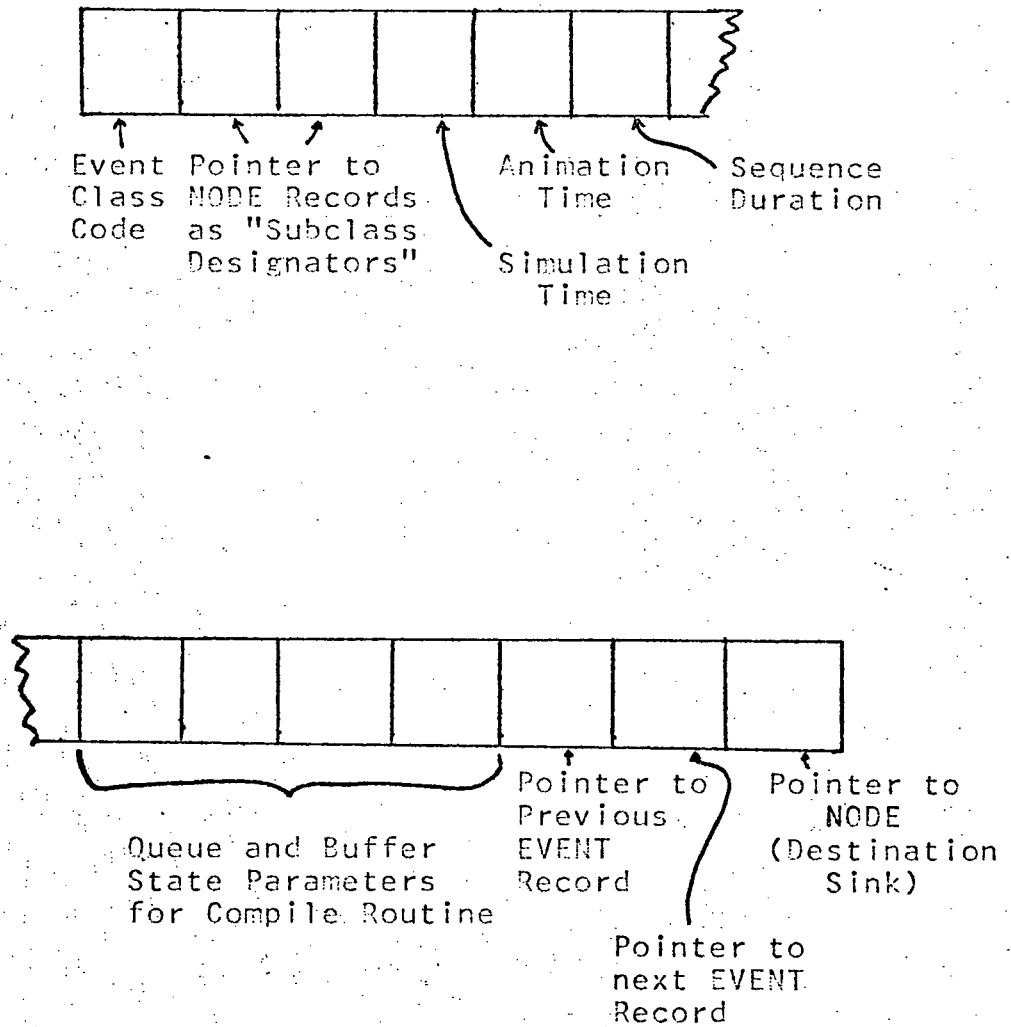 Event
Class
Code
Pointer to
NODE Records
as "Subclass
Designators"
Simulation
Time
Animation
Time
Sequence
Duration
Queue and Buffer
State Parameters
for Compile Routine
Pointer to
Previous
EVENT
Record
Pointer to
next EVENT
Record
Pointer to
NODE
(Destination
Sink)